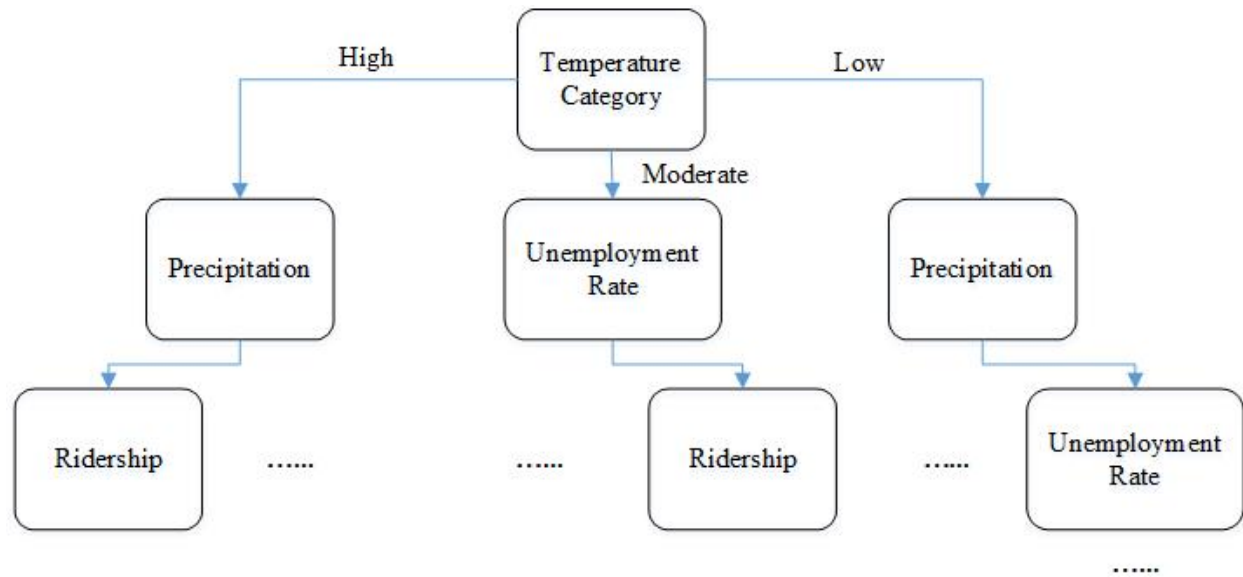 High
Temperature
Category
Low
Moderate
Precipitation
Unemployment
Rate
Precipitation
Ridership
…...
…...
Ridership
…...
Unemployment
Rate
…...